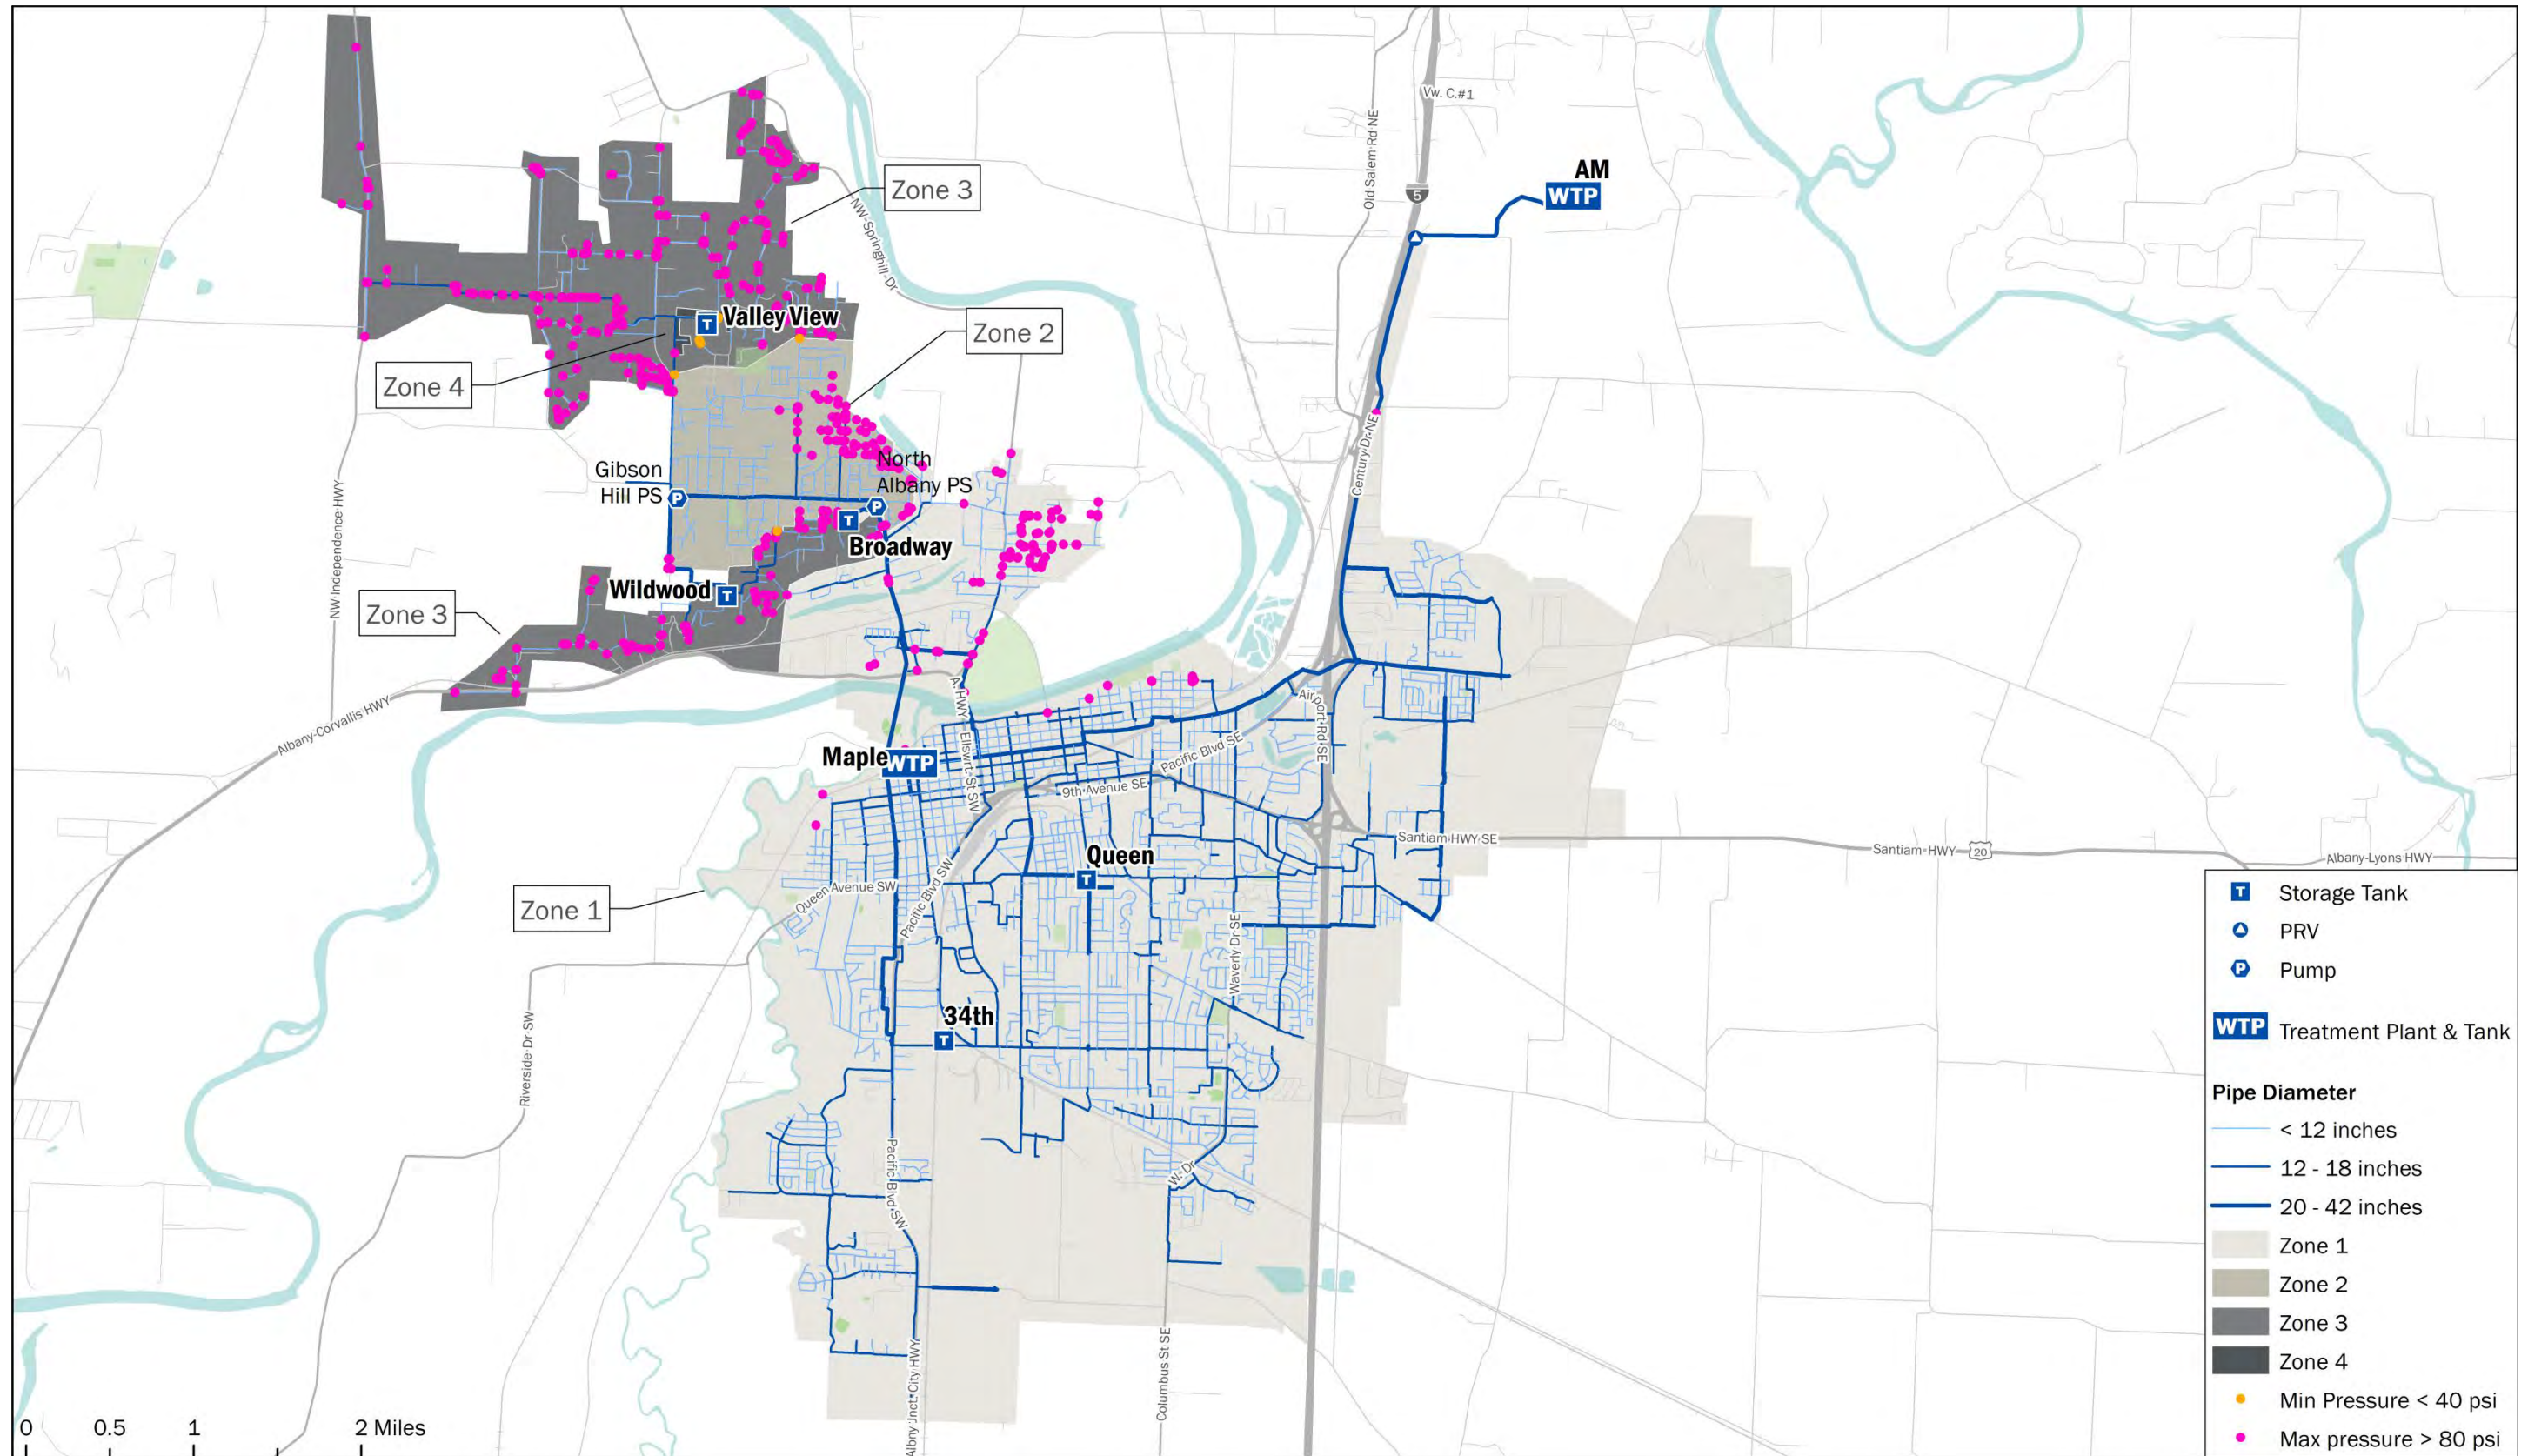 Vw. C.#1
Old Salem Rd NE
5
AM
WTP
Zone 3
NW Springhill Dr
Valley View
T
Zone 2
Zone 4
Century Dr NE
North
Albany PS
Gibson
Hill PS
P
P
T
Broadway
NW Independence HWY
Wildwood
T
Zone 3
Albany-Corvallis HWY
A. HWY
Ellswrt St SW
Airport Rd SE
Pacific Blvd SE
Maple
WTP
9th Avenue SE
Santiam HWY SE
Santiam HWY
20
Albany-Lyons HWY
Queen
T
Queen Avenue SW
Pacific Blvd SW
Zone 1
Waverly Dr SE
34th
T
Riverside Dr SW
Pacific Blvd SW
W. Dr
Columbus St SE
Albny-Jnct. City HWY
0 0.5 1 2 Miles
T Storage Tank
PRV
P Pump
WTP Treatment Plant & Tank
Pipe Diameter
< 12 inches
12 - 18 inches
20 - 42 inches
Zone 1
Zone 2
Zone 3
Zone 4
Min Pressure < 40 psi
Max pressure > 80 psi